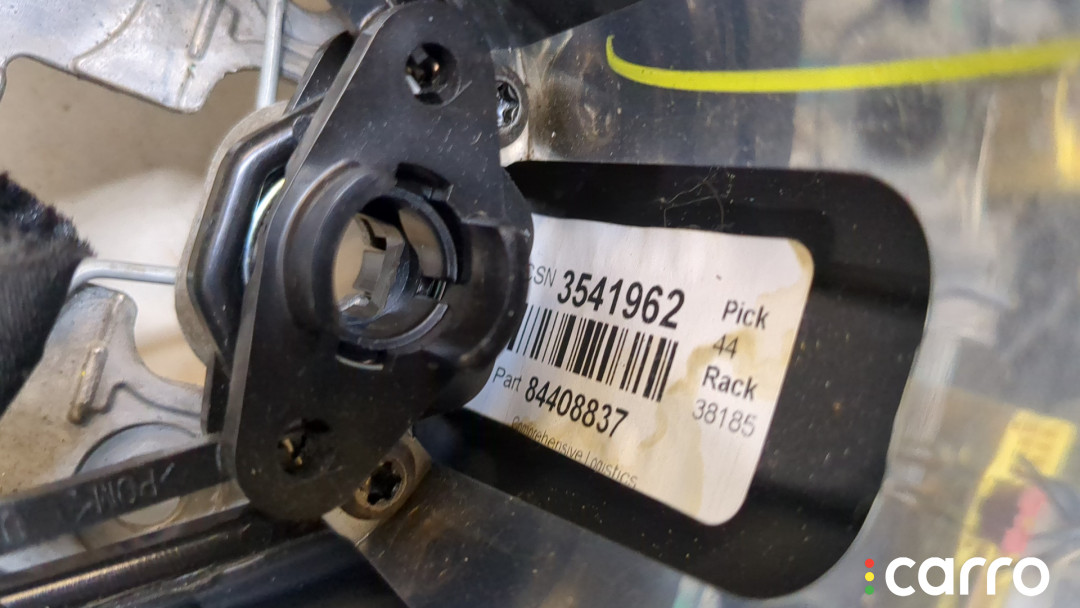 CSN 3541962
Pick
44
Part 84408837
Rack
38185
Comprehensive Logistics
>POM<
carro